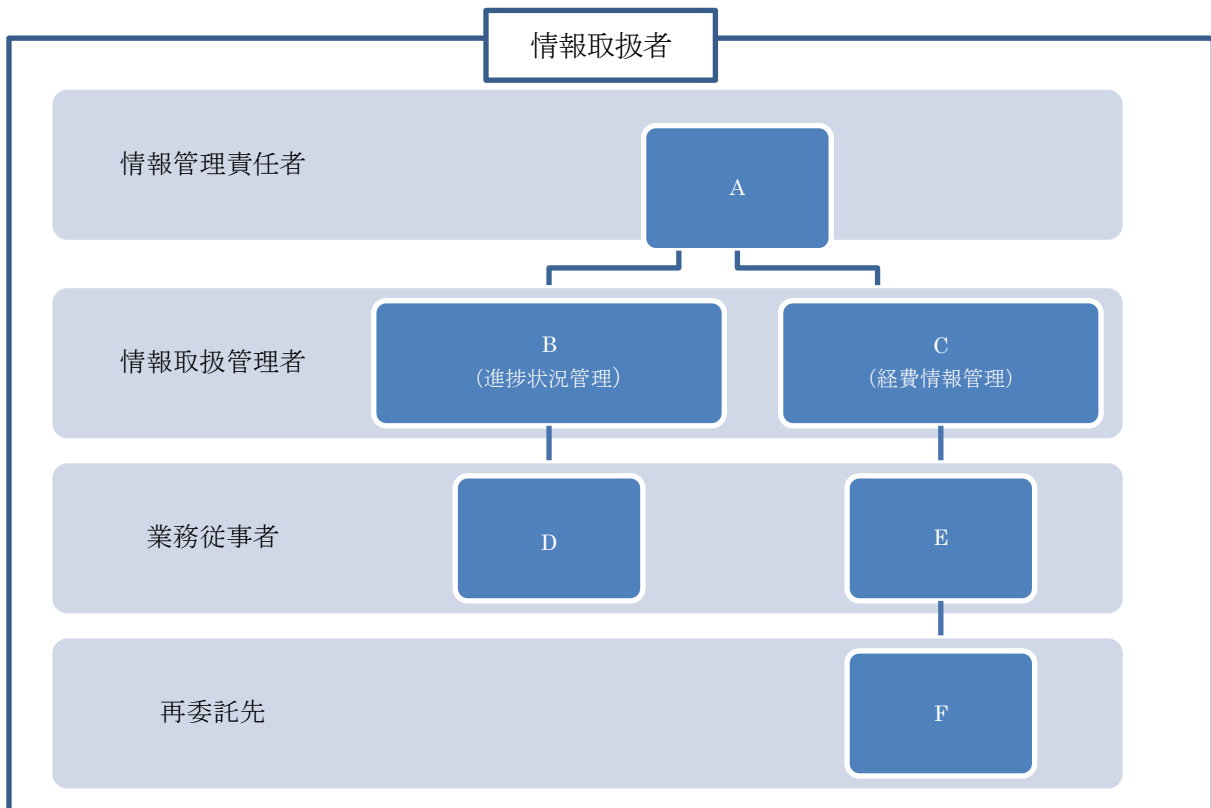 情報取扱者
情報管理責任者
A
情報取扱管理者
B
（進捗状況管理）
C
（経費情報管理）
業務従事者
D
E
再委託先
F